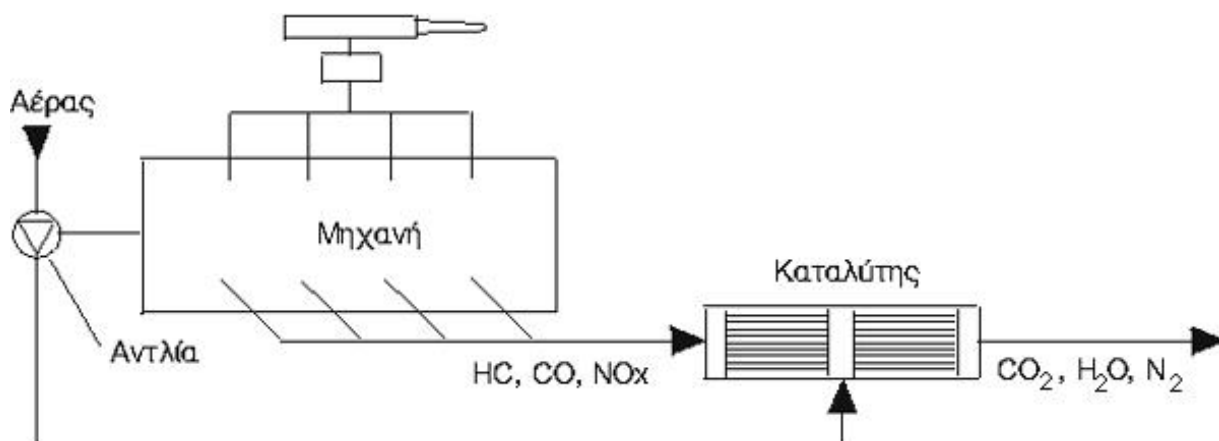 Αέρας
Μηχανή
Καταλύτης
Αντλία
HC, CO, NOx
CO₂, H₂O, N₂